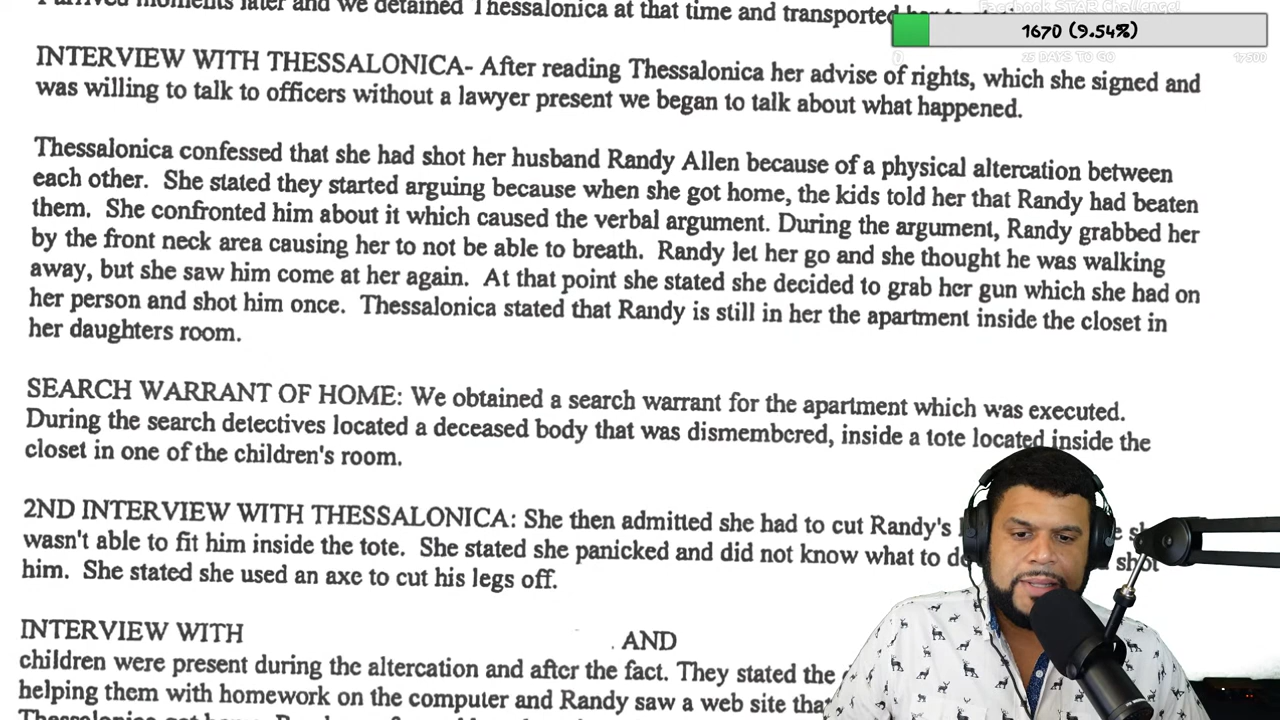 Facebook STAR Challenge!
1670 (9.54%)
0 25 DAYS TO GO 17500
moments later and we detained Thessalonica at that time and transported her to
INTERVIEW WITH THESSALONICA- After reading Thessalonica her advise of rights, which she signed and
was willing to talk to officers without a lawyer present we began to talk about what happened.
Thessalonica confessed that she had shot her husband Randy Allen because of a physical altercation between
each other. She stated they started arguing because when she got home, the kids told her that Randy had beaten
them. She confronted him about it which caused the verbal argument. During the argument, Randy grabbed her
by the front neck area causing her to not be able to breath. Randy let her go and she thought he was walking
away, but she saw him come at her again. At that point she stated she decided to grab her gun which she had on
her person and shot him once. Thessalonica stated that Randy is still in her the apartment inside the closet in
her daughters room.
SEARCH WARRANT OF HOME: We obtained a search warrant for the apartment which was executed.
During the search detectives located a deceased body that was dismembered, inside a tote located inside the
closet in one of the children's room.
2ND INTERVIEW WITH THESSALONICA: She then admitted she had to cut Randy's
wasn't able to fit him inside the tote. She stated she panicked and did not know what to do shot
him. She stated she used an axe to cut his legs off.
INTERVIEW WITH . AND
children were present during the altercation and after the fact. They stated the
helping them with homework on the computer and Randy saw a web site